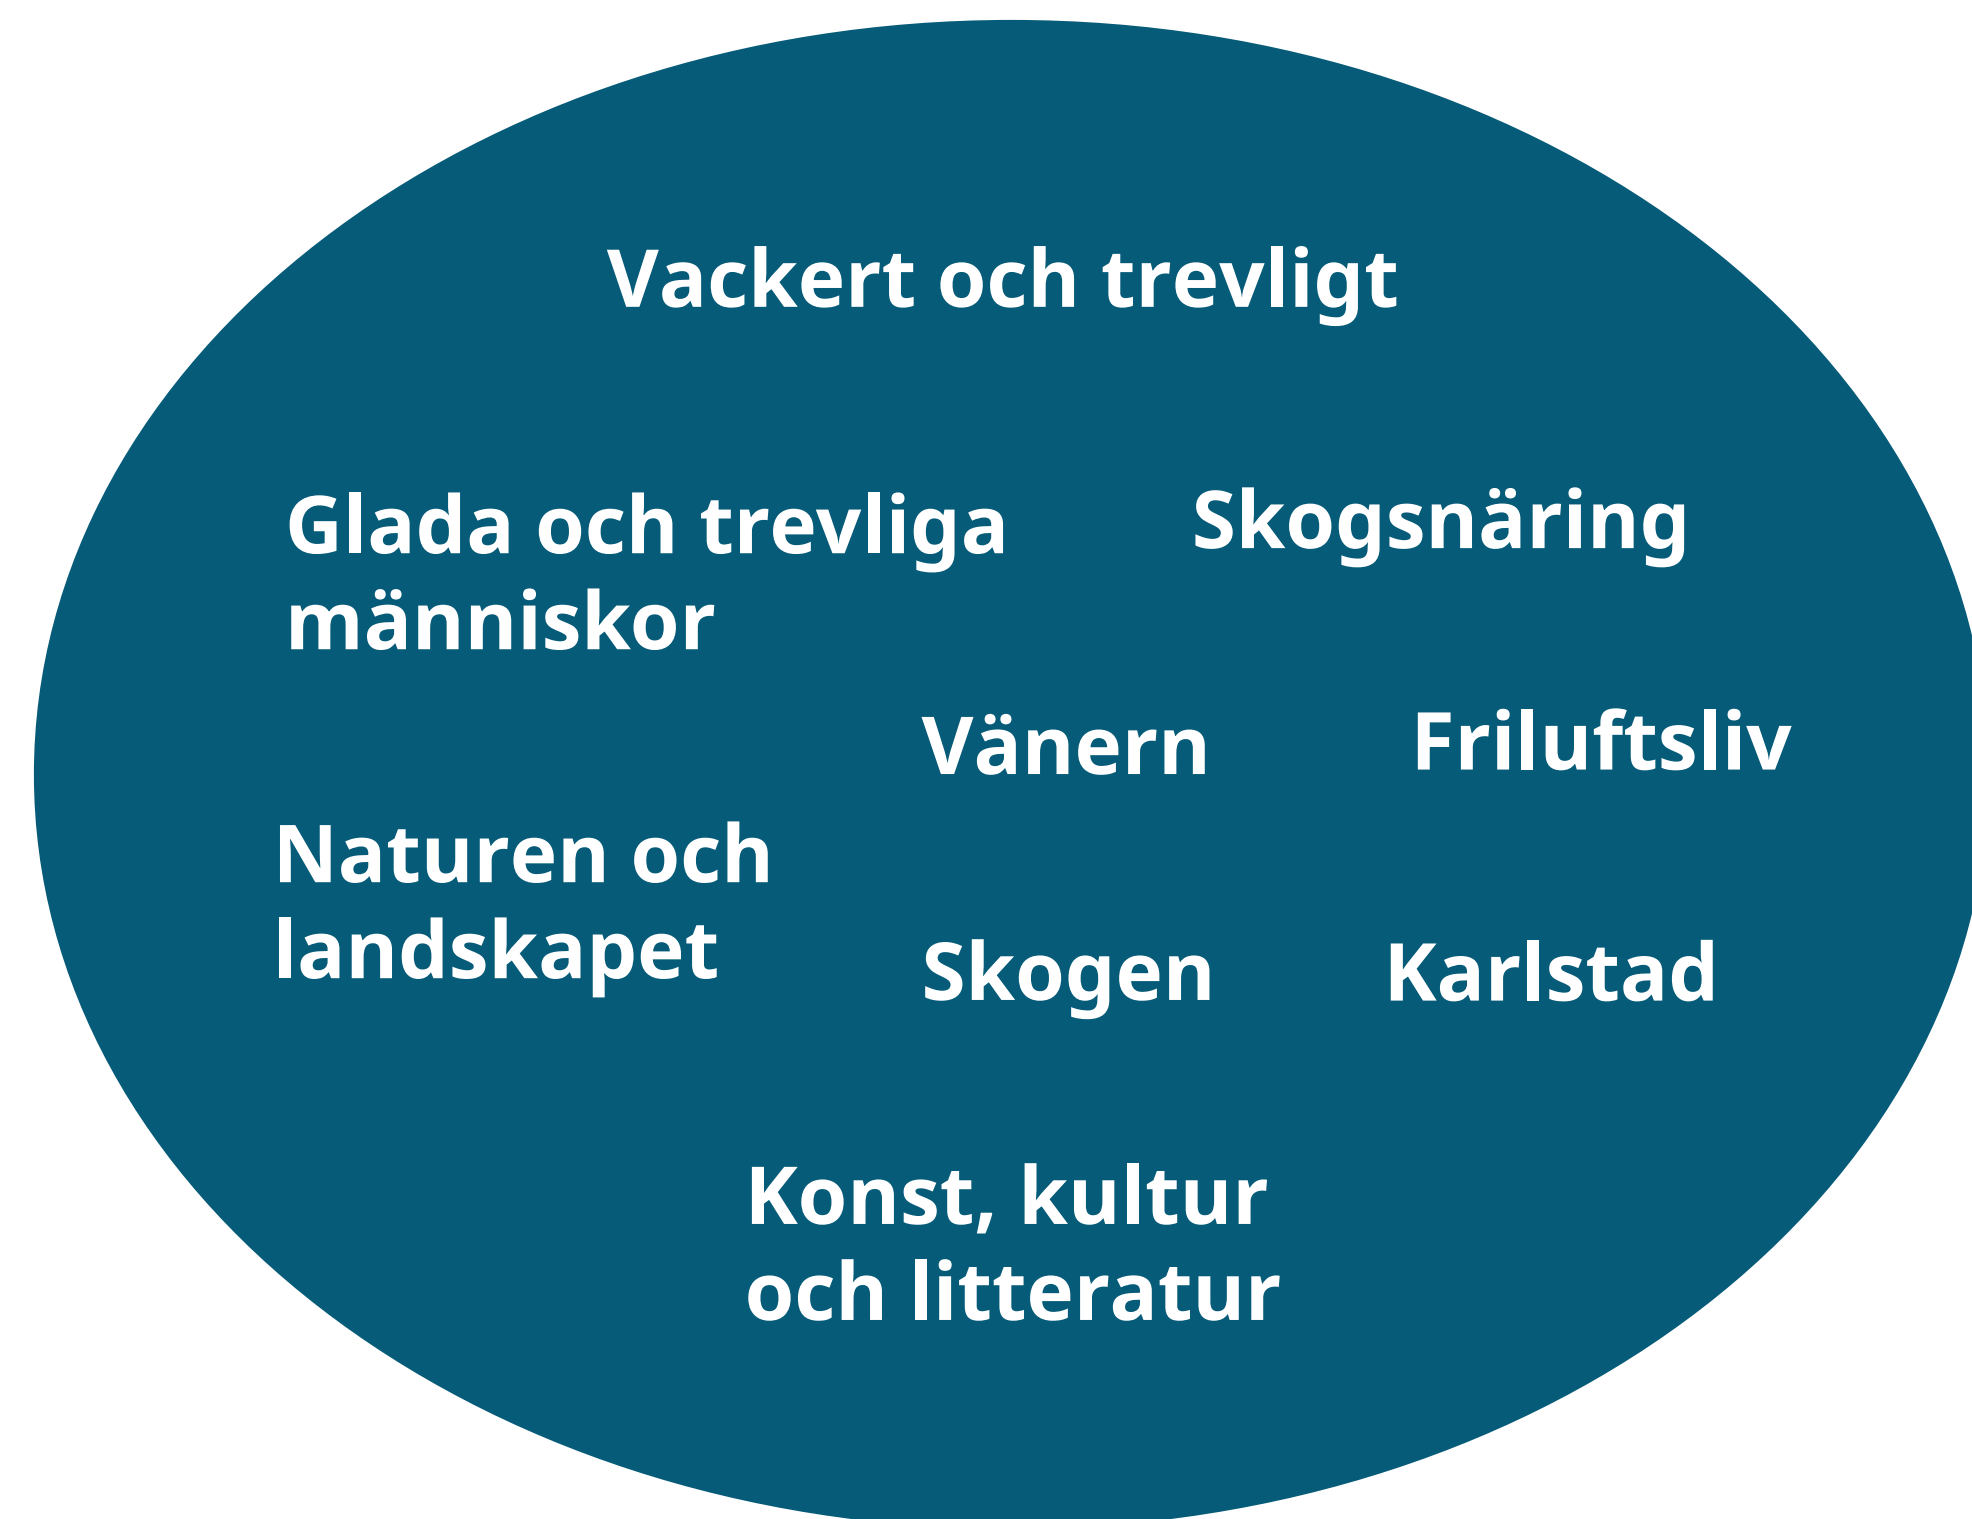 Vackert och trevligt
Glada och trevliga
människor
Skogsnäring
Vänern
Friluftsliv
Naturen och
landskapet
Skogen
Karlstad
Konst, kultur
och litteratur